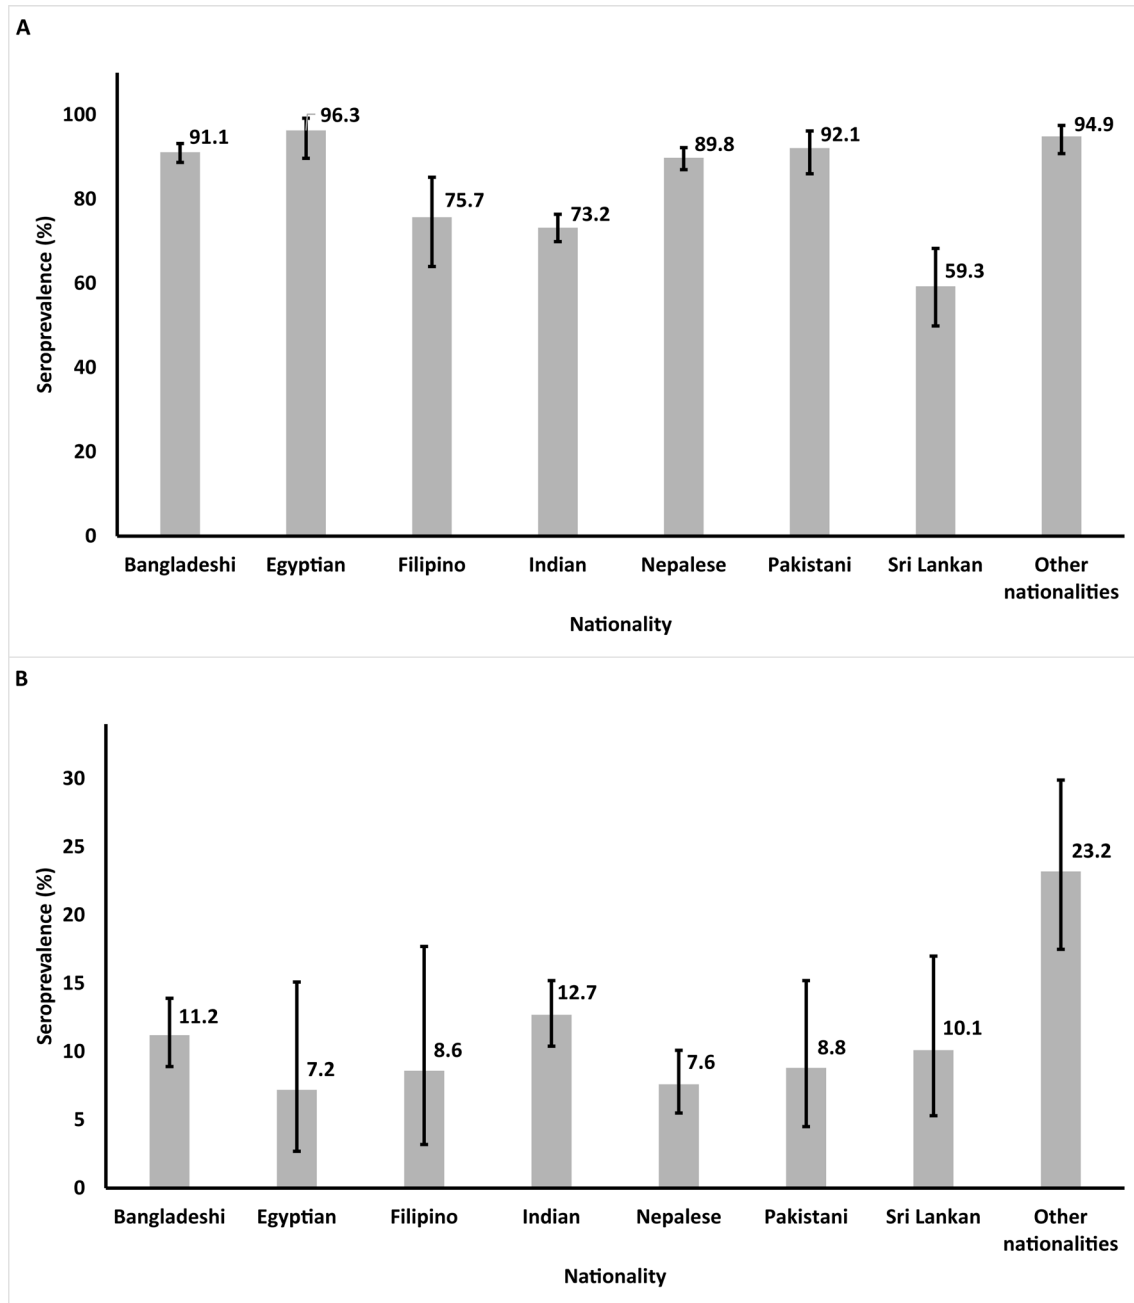 A
Seroprevalence (%)
100
80
60
40
20
0
91.1
96.3
75.7
73.2
89.8
92.1
59.3
94.9
Bangladeshi Egyptian Filipino Indian Nepalese Pakistani Sri Lankan Other
nationalities
Nationality
B
Seroprevalence (%)
30
25
20
15
10
5
0
11.2
7.2
8.6
12.7
7.6
8.8
10.1
23.2
Bangladeshi Egyptian Filipino Indian Nepalese Pakistani Sri Lankan Other
nationalities
Nationality